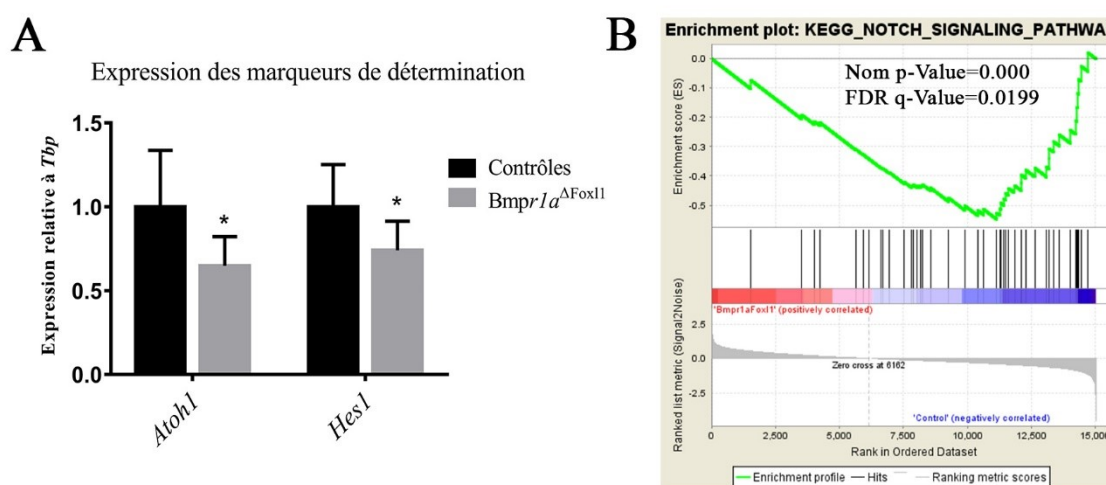 A
Expression des marqueurs de détermination
Expression relative à Tbp
1.5
1.0
0.5
0.0
Atoh1
Hes1
*
*
Contrôles
Bmpr1a^ΔFoxl1
B
Enrichment plot: KEGG_NOTCH_SIGNALING_PATHWA
Nom p-Value=0.000
FDR q-Value=0.0199
Enrichment score (ES)
0.0
-0.1
-0.2
-0.3
-0.4
-0.5
'Bmpr1aFoxl1' (positively correlated)
Ranked list metric (Signal2Noise)
2.5
0.0
-2.5
Zero cross at 6162
'Control' (negatively correlated)
0
2,500
5,000
7,500
10,000
12,500
15,000
Rank in Ordered Dataset
Enrichment profile
Hits
Ranking metric scores